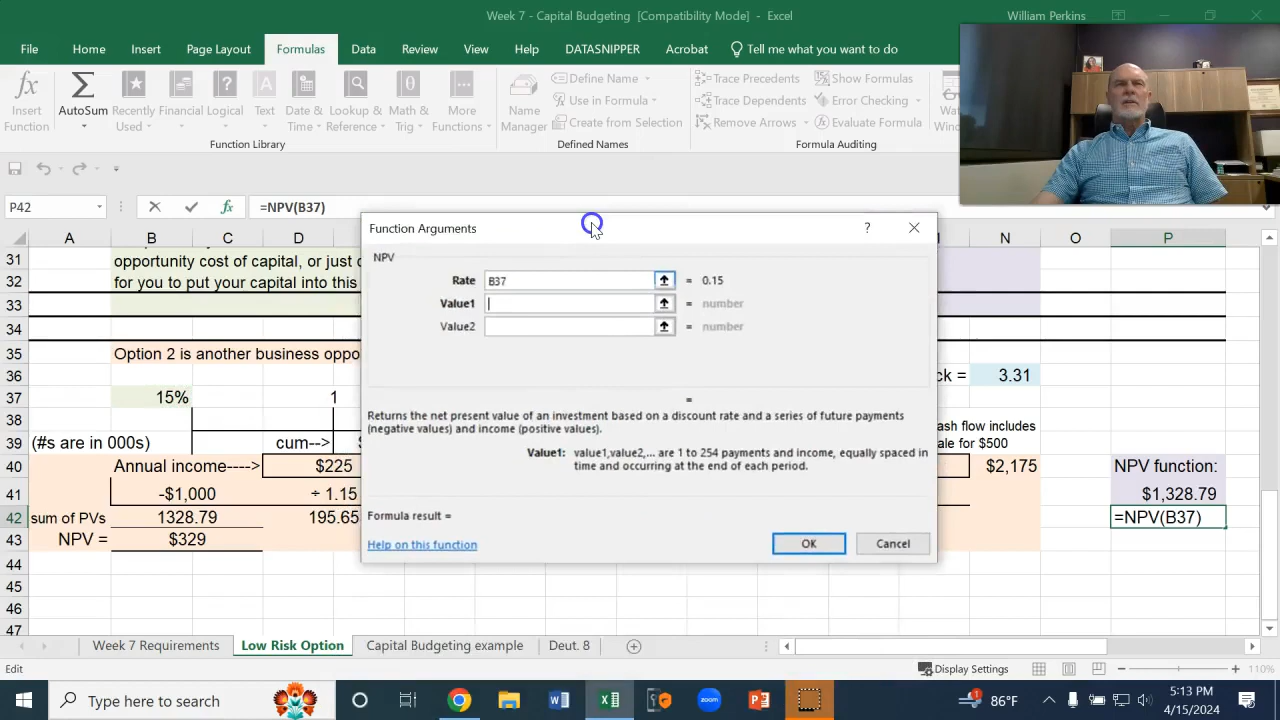 Week 7 - Capital Budgeting [Compatibility Mode] - Excel
William Perkins
File Home Insert Page Layout Formulas Data Review View Help DATASNIPPER Acrobat Tell me what you want to do
Insert Function
AutoSum
Recently Used
Financial
Logical
Text
Date & Time
Lookup & Reference
Math & Trig
More Functions
Function Library
Name Manager
Define Name
Use in Formula
Create from Selection
Defined Names
Trace Precedents
Trace Dependents
Remove Arrows
Show Formulas
Error Checking
Evaluate Formula
Formula Auditing
P42
fx =NPV(B37)
A B C D N O P
31 opportunity cost of capital, or just
32 for you to put your capital into this
33
34
35 Option 2 is another business oppo
36 ck = 3.31
37 15% 1
38 ash flow includes
39 (#s are in 000s) cum--> ale for $500
40 Annual income----> $225 $2,175 NPV function:
41 -$1,000 ÷ 1.15 $1,328.79
42 sum of PVs 1328.79 195.65 =NPV(B37)
43 NPV = $329
44
45
46
47
Function Arguments ?
NPV
Rate B37 = 0.15
Value1 = number
Value2 = number
=
Returns the net present value of an investment based on a discount rate and a series of future payments
(negative values) and income (positive values).
Value1: value1,value2,... are 1 to 254 payments and income, equally spaced in
time and occurring at the end of each period.
Formula result =
Help on this function OK Cancel
Week 7 Requirements Low Risk Option Capital Budgeting example Deut. 8
Edit Display Settings 110%
Type here to search
86°F
5:13 PM
4/15/2024